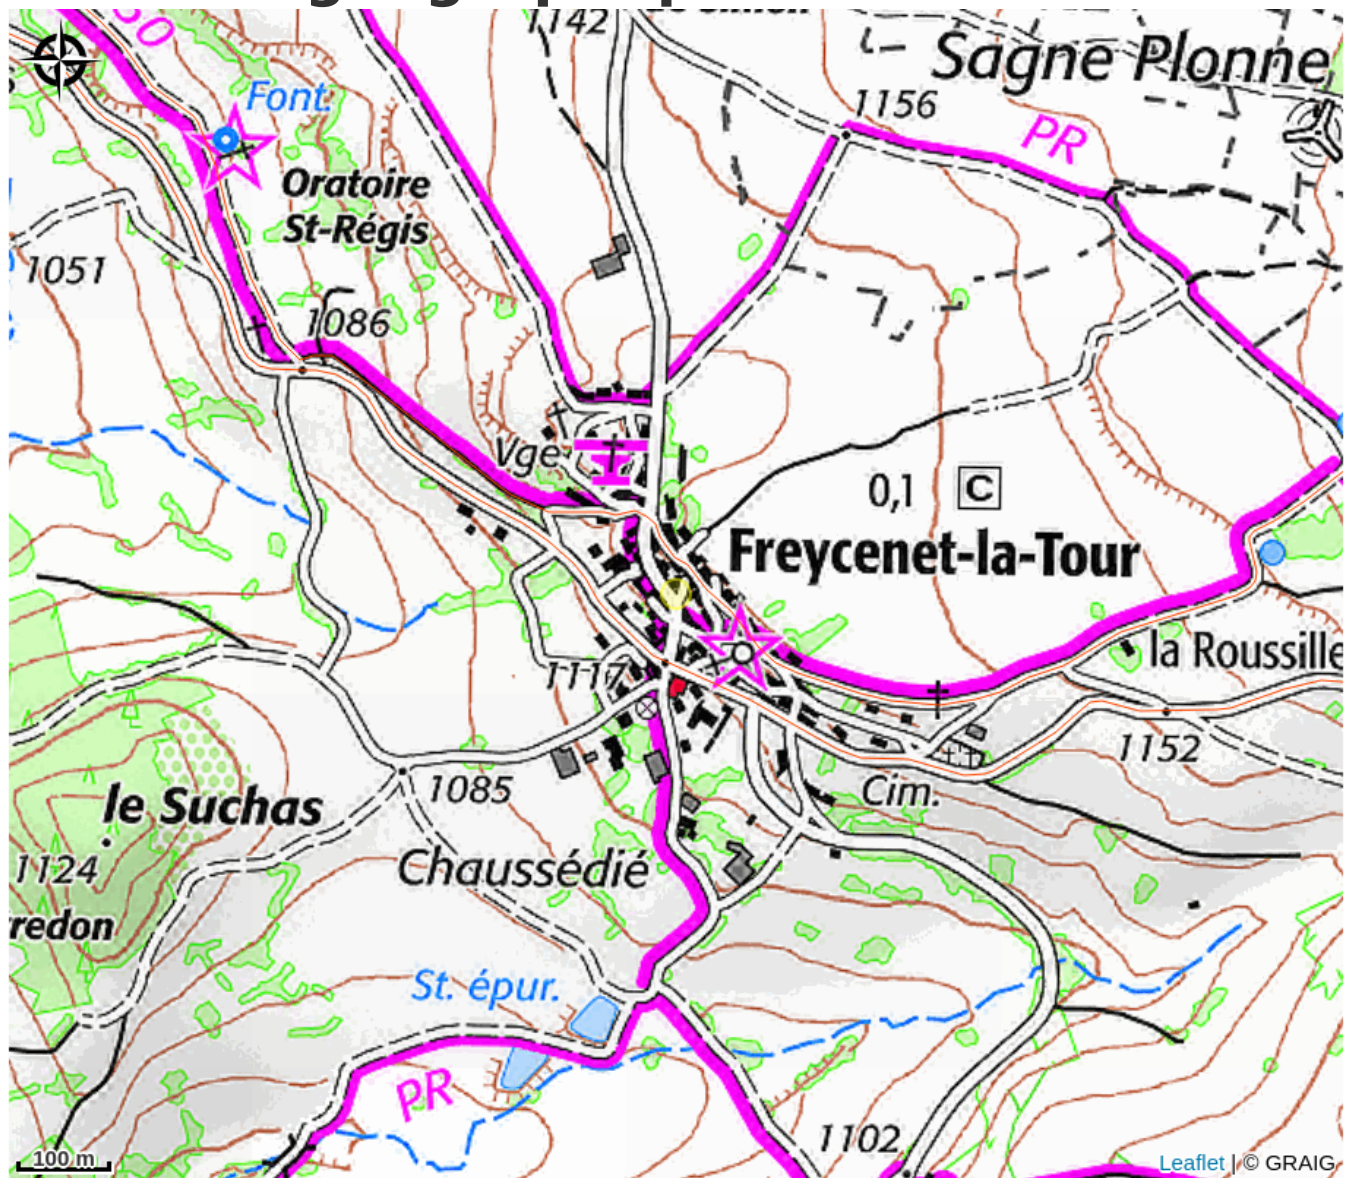 1142
Sagne Plonne
1156
PR
Font.
Oratoire
St-Régis
1051
1086
Vge
0,1
C
Freycenet-la-Tour
la Roussille
1117
1152
1085
Cim.
le Suchas
1124
Chaussédié
redon
St. épur.
PR
1102
100 m
Leaflet | © GRAIG